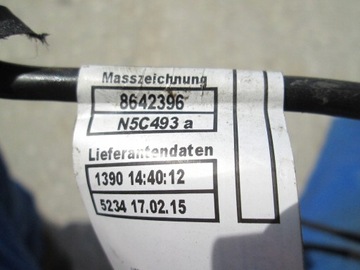 Masszeichnung
8642396
N5C493 a
Lieferantendaten
1390 14:40:12
5234 17.02.15